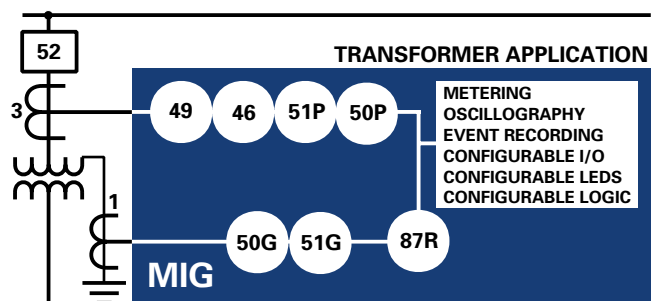 52
TRANSFORMER APPLICATION
3
49 46 51P 50P
METERING
OSCILLOGRAPHY
EVENT RECORDING
CONFIGURABLE I/O
CONFIGURABLE LEDS
CONFIGURABLE LOGIC
1
50G 51G 87R
MIG